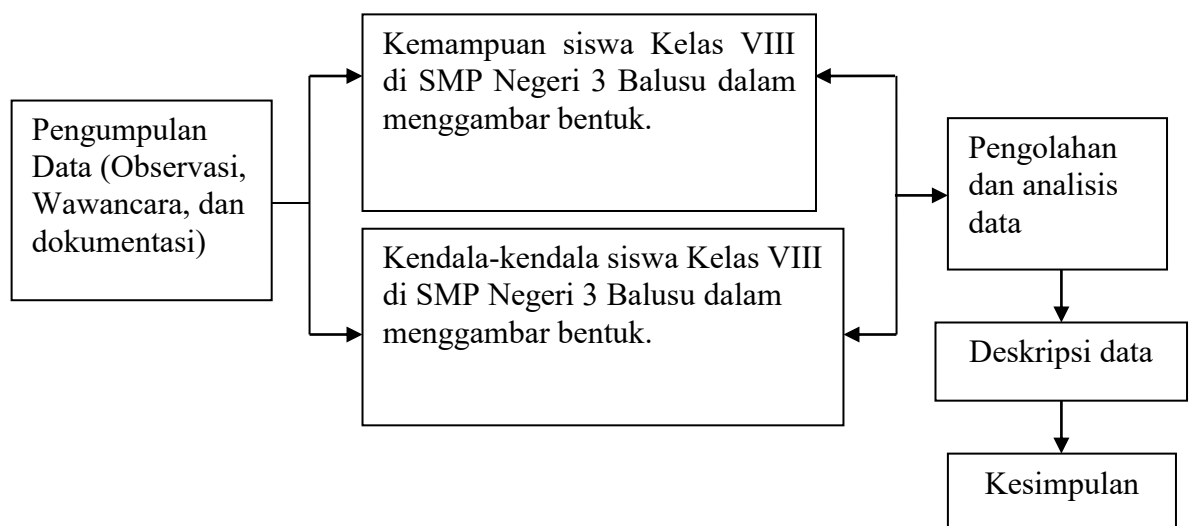 Pengumpulan
Data (Observasi,
Wawancara, dan
dokumentasi)
Kemampuan siswa Kelas VIII
di SMP Negeri 3 Balusu dalam
menggambar bentuk.
Kendala-kendala siswa Kelas VIII
di SMP Negeri 3 Balusu dalam
menggambar bentuk.
Pengolahan
dan analisis
data
Deskripsi data
Kesimpulan